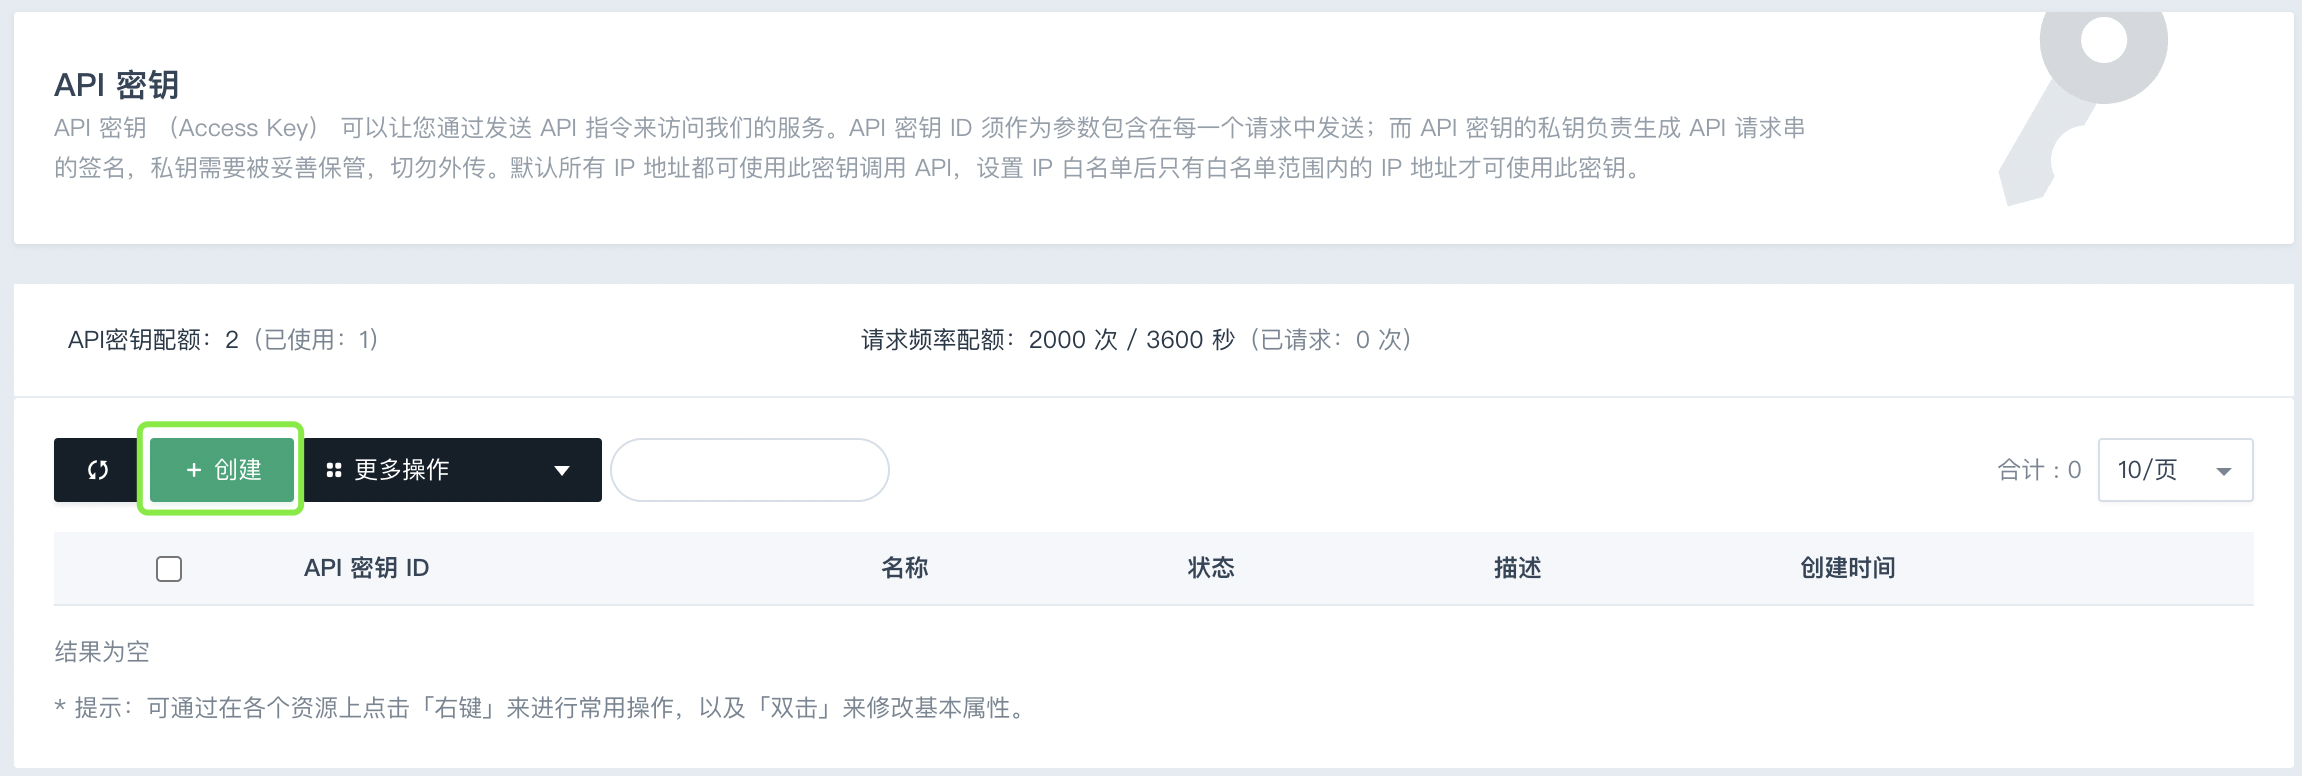 API 密钥
API 密钥 （Access Key） 可以让您通过发送 API 指令来访问我们的服务。API 密钥 ID 须作为参数包含在每一个请求中发送；而 API 密钥的私钥负责生成 API 请求串
的签名，私钥需要被妥善保管，切勿外传。默认所有 IP 地址都可使用此密钥调用 API，设置 IP 白名单后只有白名单范围内的 IP 地址才可使用此密钥。
API密钥配额：2（已使用：1） 请求频率配额：2000 次 / 3600 秒（已请求：0 次）
+ 创建 更多操作 合计 : 0 10/页
API 密钥 ID 名称 状态 描述 创建时间
结果为空
* 提示：可通过在各个资源上点击「右键」来进行常用操作，以及「双击」来修改基本属性。